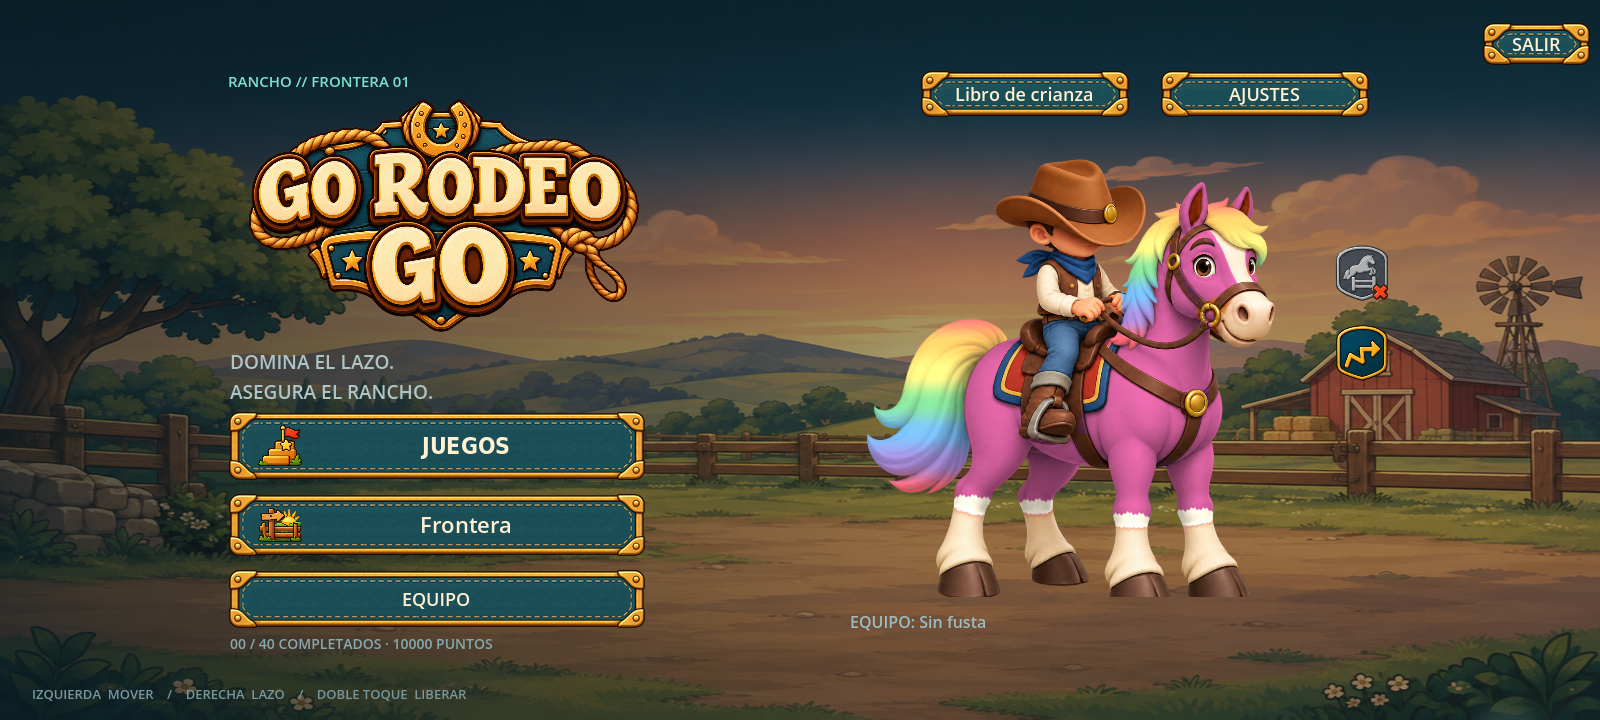 SALIR
RANCHO // FRONTERA 01
Libro de crianza
AJUSTES
GO RODEO
GO
DOMINA EL LAZO.
ASEGURA EL RANCHO.
JUEGOS
Frontera
EQUIPO
00 / 40 COMPLETADOS · 10000 PUNTOS
EQUIPO: Sin fusta
IZQUIERDA MOVER / DERECHA LAZO / DOBLE TOQUE LIBERAR